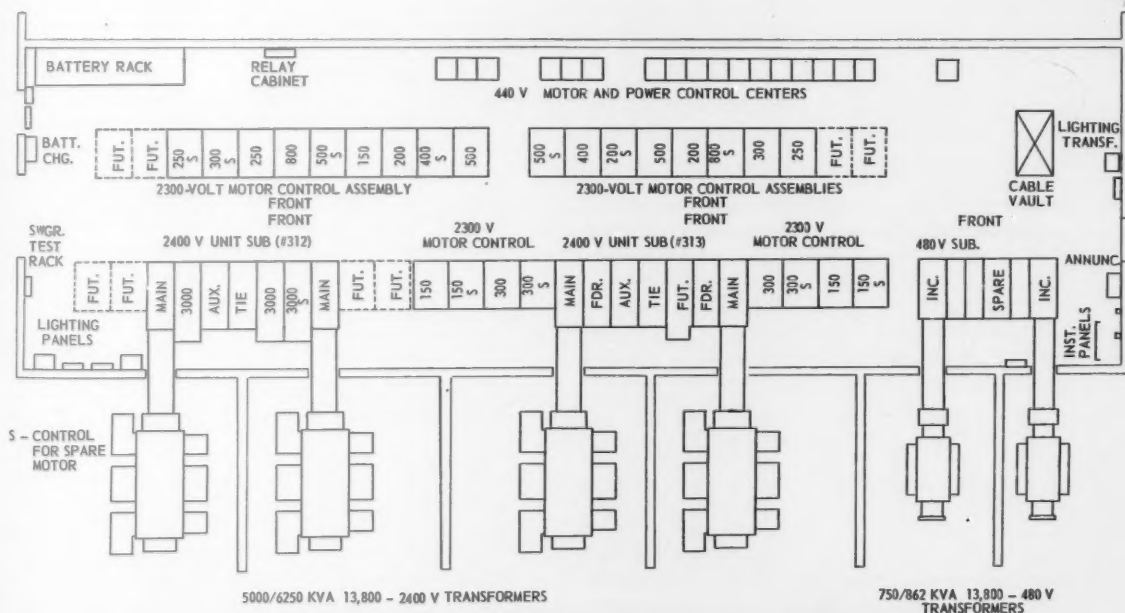 BATTERY RACK
RELAY
CABINET
440 V MOTOR AND POWER CONTROL CENTERS
BATT.
CHG.
FUT.
FUT.
250 S
300 S
250
800
500 S
150
200
400 S
500
500 S
400
200 S
500
200
800 S
300
250
FUT.
FUT.
LIGHTING
TRANSF.
CABLE
VAULT
2300-VOLT MOTOR CONTROL ASSEMBLY
FRONT
FRONT
2300-VOLT MOTOR CONTROL ASSEMBLIES
FRONT
FRONT
SWGR.
TEST
RACK
2400 V UNIT SUB (#312)
2300 V
MOTOR CONTROL
2400 V UNIT SUB (#313)
2300 V
MOTOR CONTROL
FRONT
480 V SUB.
ANNUNC.
FUT.
FUT.
MAIN
3000
AUX.
TIE
3000
3000 S
MAIN
FUT.
FUT.
150
150 S
300
300 S
MAIN
FDR.
AUX.
TIE
FUT.
FDR.
MAIN
300
300 S
150
150 S
INC.
SPARE
INC.
LIGHTING
PANELS
INST.
PANELS
S – CONTROL
FOR SPARE
MOTOR
5000/6250 KVA 13,800 – 2400 V TRANSFORMERS
750/862 KVA 13,800 – 480 V
TRANSFORMERS